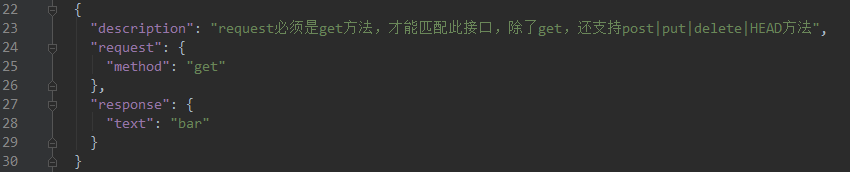 22 {
23 "description": "request必须是get方法，才能匹配此接口，除了get，还支持post|put|delete|HEAD方法",
24 "request": {
25 "method": "get"
26 },
27 "response": {
28 "text": "bar"
29 }
30 }